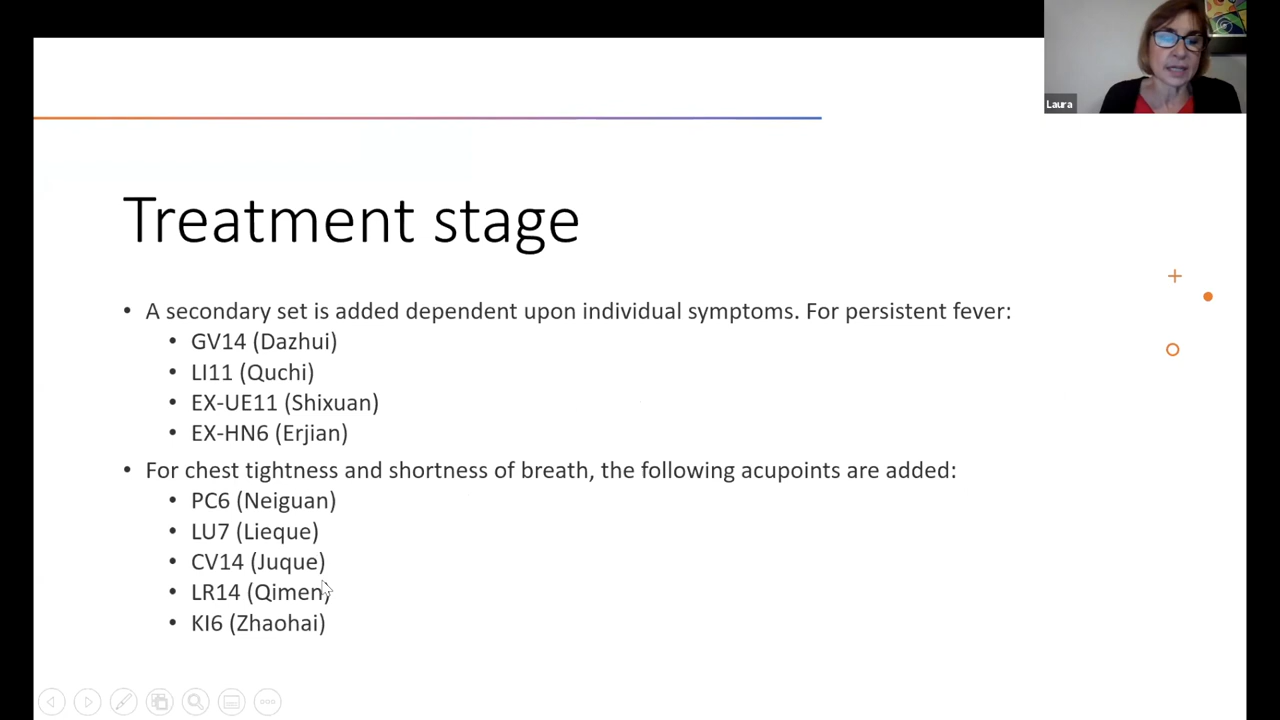 Laura
Treatment stage
• A secondary set is added dependent upon individual symptoms. For persistent fever:
• GV14 (Dazhui)
• LI11 (Quchi)
• EX-UE11 (Shixuan)
• EX-HN6 (Erjian)
• For chest tightness and shortness of breath, the following acupoints are added:
• PC6 (Neiguan)
• LU7 (Lieque)
• CV14 (Juque)
• LR14 (Qimen)
• KI6 (Zhaohai)